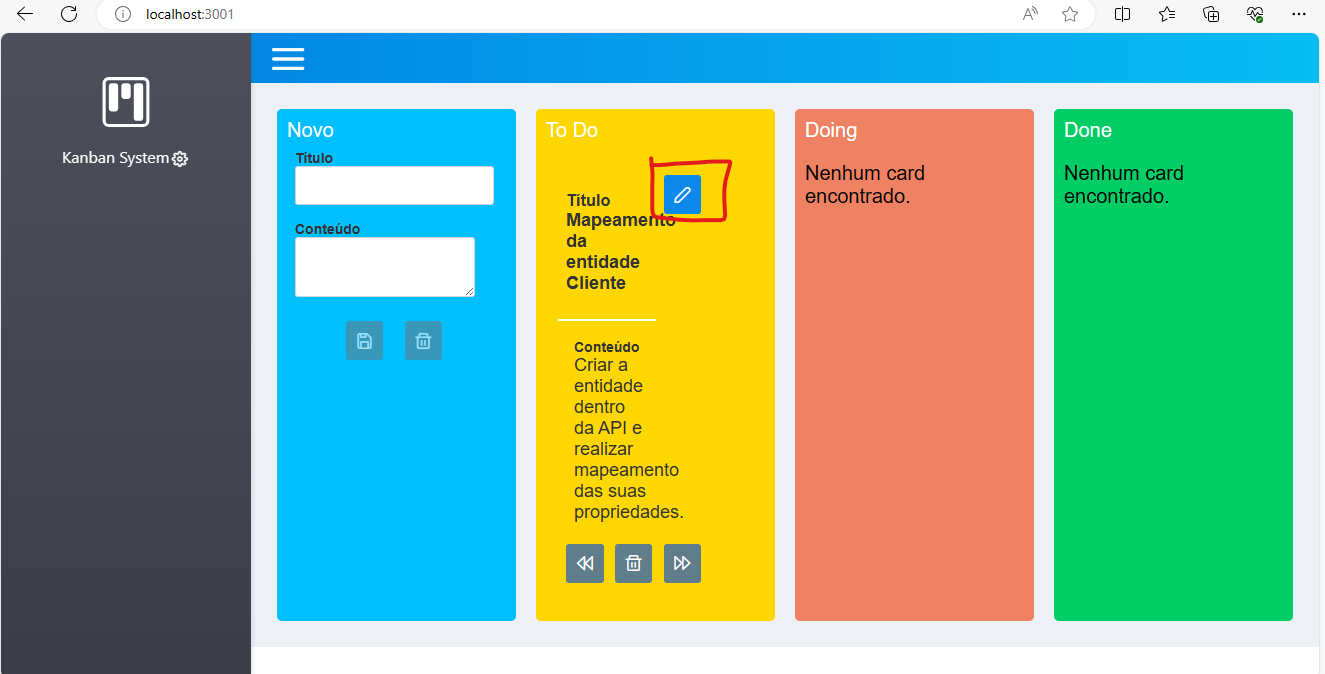 localhost:3001
Kanban System
Novo
Título
Conteúdo
To Do
Título
Mapeamento
da
entidade
Cliente
Conteúdo
Criar a
entidade
dentro
da API e
realizar
mapeamento
das suas
propriedades.
Doing
Nenhum card
encontrado.
Done
Nenhum card
encontrado.